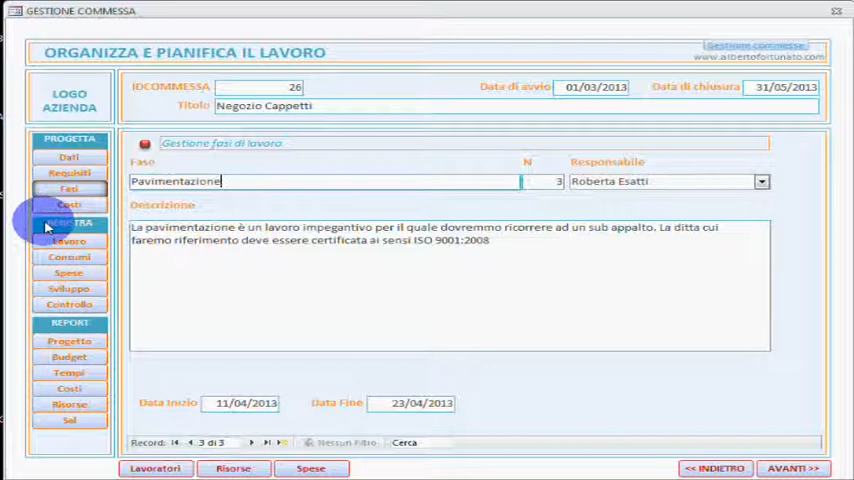 GESTIONE COMMESSA
ORGANIZZA E PIANIFICA IL LAVORO
Gestione commesse
www.albertofortunato.com
LOGO
AZIENDA
IDCOMMESSA 26 Data di avvio 01/03/2013 Data di chiusura 31/05/2013
Titolo Negozio Cappetti
PROGETTA
Dati
Requisiti
Fasi
Costi
REGISTRA
Lavoro
Consumi
Spese
Sviluppo
Controllo
REPORT
Progetto
Budget
Tempi
Costi
Risorse
Sal
Gestione fasi di lavoro
Fase N Responsabile
Pavimentazione 3 Roberta Esatti
Descrizione
La pavimentazione è un lavoro impegantivo per il quale dovremmo ricorrere ad un sub appalto. La ditta cui
faremo riferimento deve essere certificata ai sensi ISO 9001:2008
Data Inizio 11/04/2013 Data Fine 23/04/2013
Record: 3 di 3 Nessun Filtro Cerca
Lavoratori Risorse Spese << INDIETRO AVANTI >>